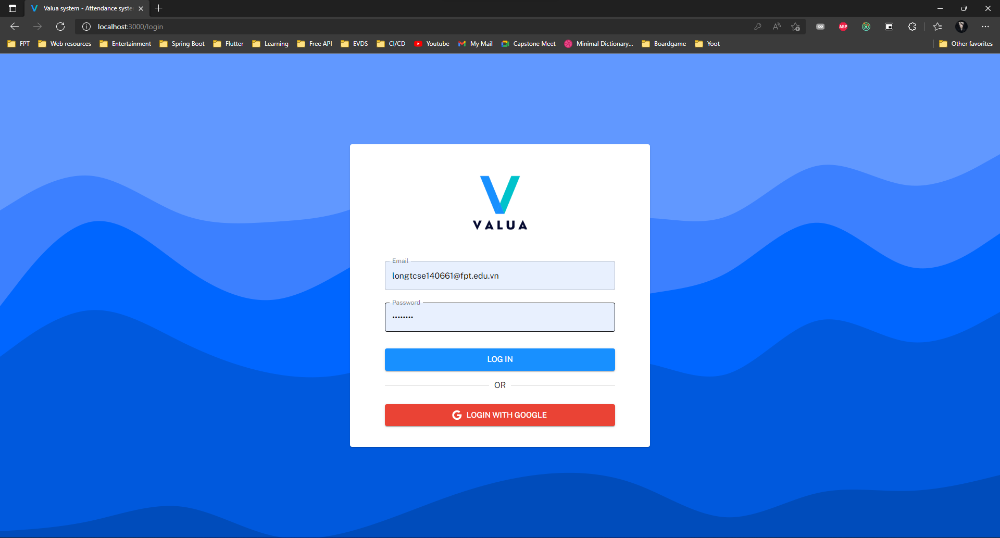 Valua system - Attendance syste
localhost:3000/login
FPT Web resources Entertainment Spring Boot Flutter Learning Free API EVDS CI/CD Youtube My Mail Capstone Meet Minimal Dictionary... Boardgame Yoot Other favorites
VALUA
Email
longtcse140661@fpt.edu.vn
Password
••••••••
LOG IN
OR
LOGIN WITH GOOGLE